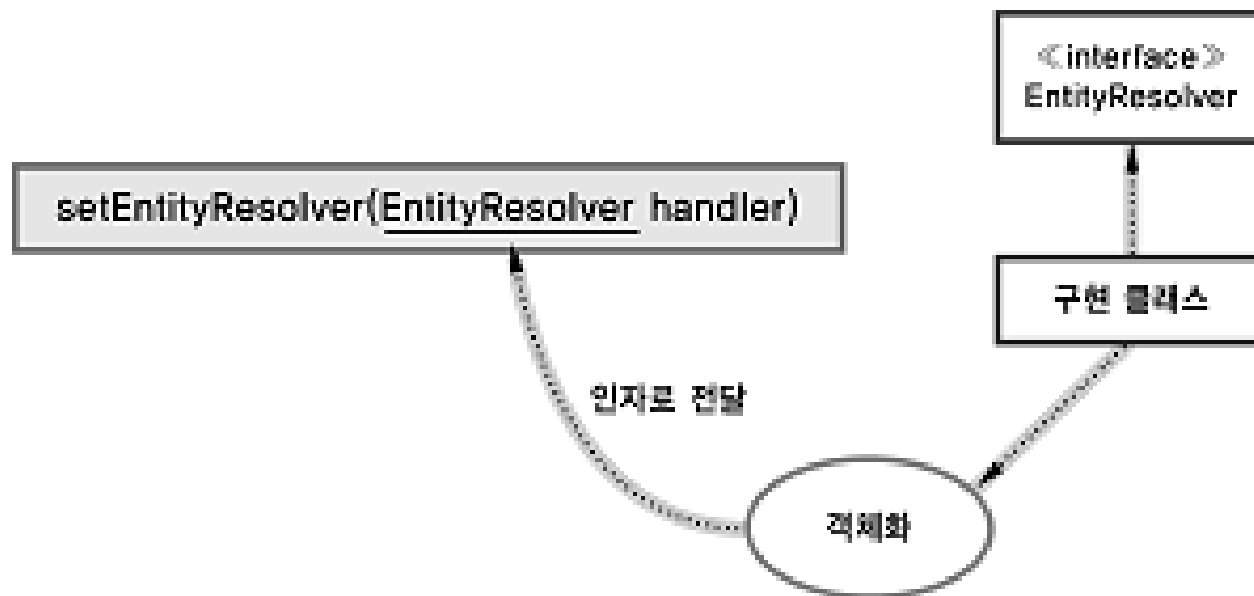 ≪interface≫
EntityResolver
setEntityResolver(EntityResolver handler)
구현 클래스
인자로 전달
객체화